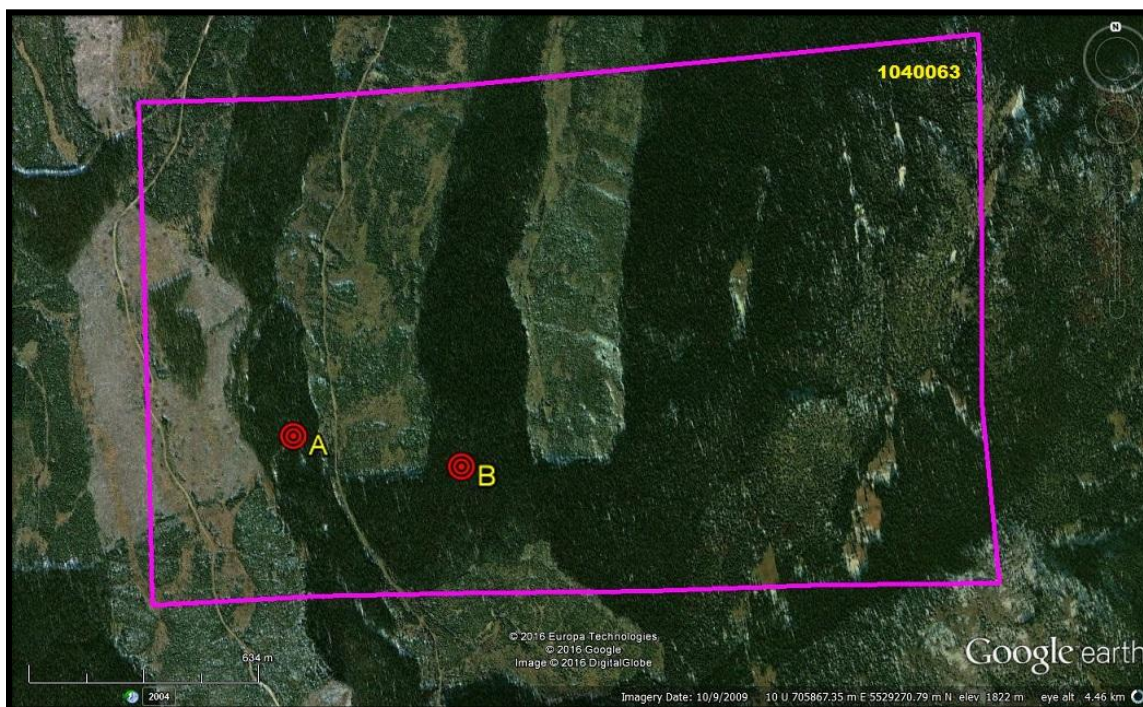 N
1040063
A
B
© 2016 Europa Technologies
© 2016 Google
Image © 2016 DigitalGlobe
Google earth
634 m
2004
Imagery Date: 10/9/2009 10 U 705867.35 m E 5529270.79 m N elev 1822 m eye alt 4.46 km